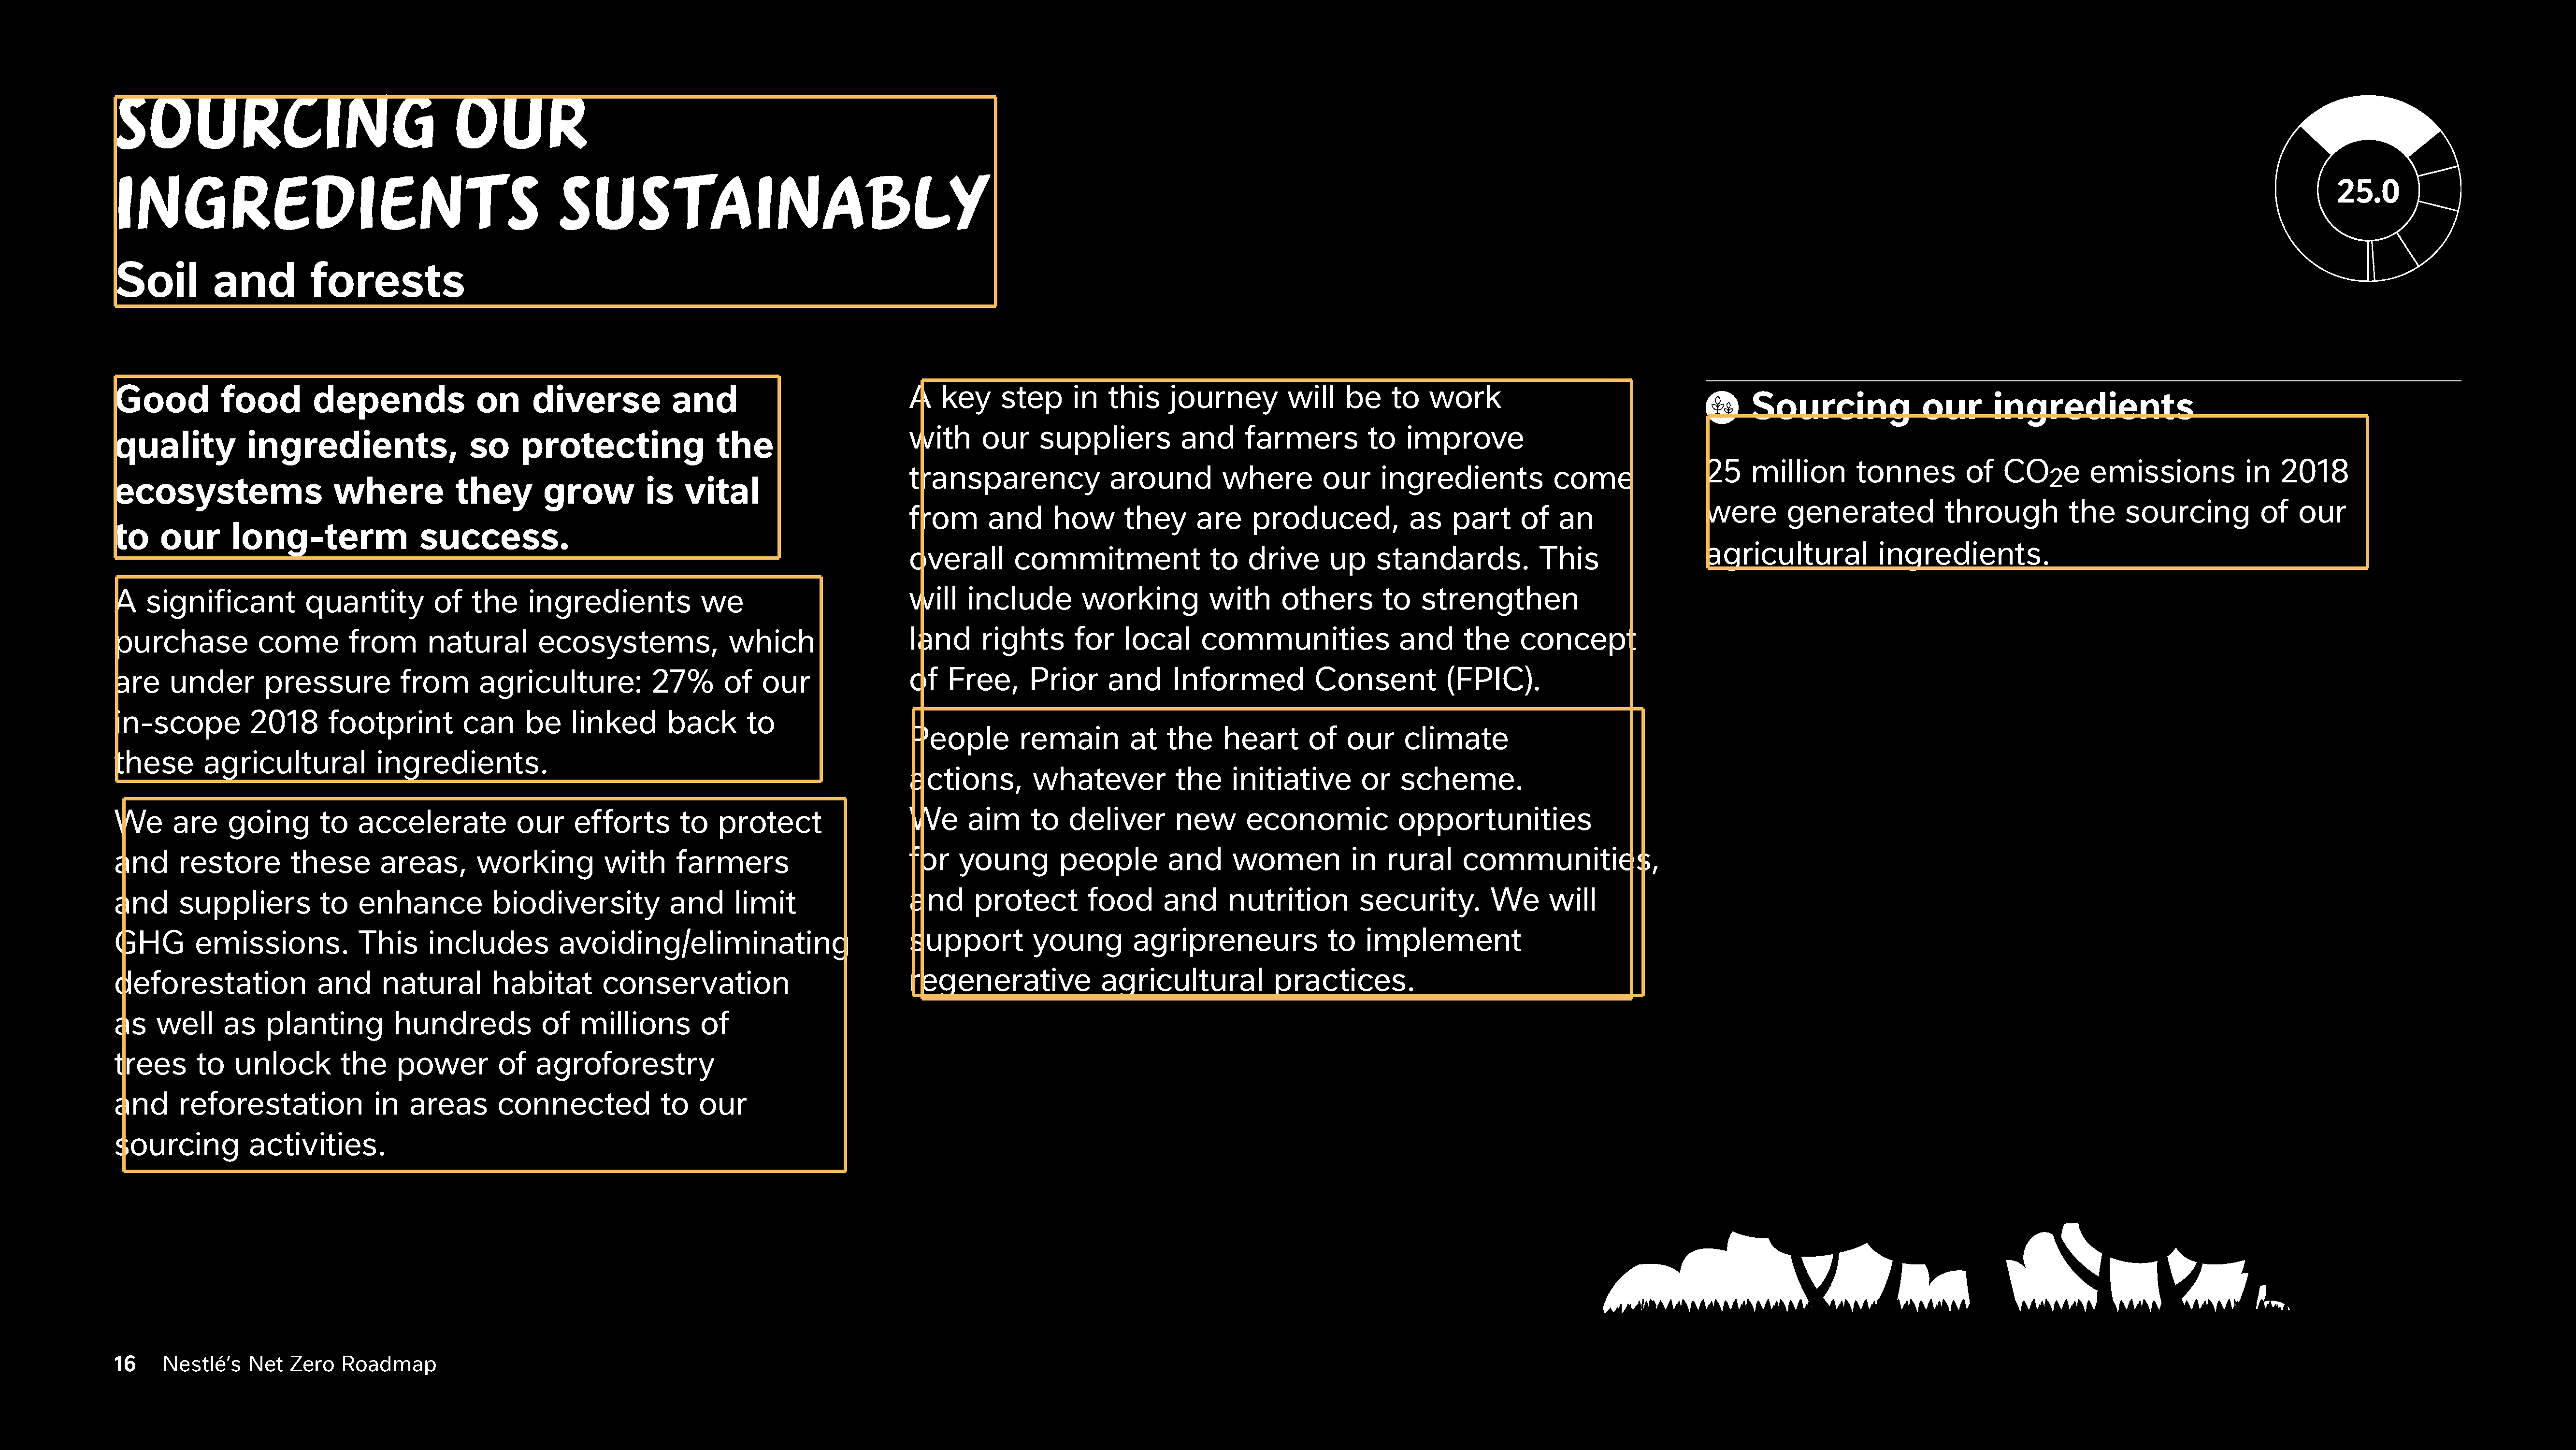 SOURCING OUR
INGREDIENTS SUSTAINABLY
Soil and forests
25.0
Good food depends on diverse and
quality ingredients, so protecting the
ecosystems where they grow is vital
to our long-term success.
A significant quantity of the ingredients we
purchase come from natural ecosystems, which
are under pressure from agriculture: 27% of our
in-scope 2018 footprint can be linked back to
these agricultural ingredients.
We are going to accelerate our efforts to protect
and restore these areas, working with farmers
and suppliers to enhance biodiversity and limit
GHG emissions. This includes avoiding/eliminating
deforestation and natural habitat conservation
as well as planting hundreds of millions of
trees to unlock the power of agroforestry
and reforestation in areas connected to our
sourcing activities.
A key step in this journey will be to work
with our suppliers and farmers to improve
transparency around where our ingredients come
from and how they are produced, as part of an
overall commitment to drive up standards. This
will include working with others to strengthen
land rights for local communities and the concept
of Free, Prior and Informed Consent (FPIC).
People remain at the heart of our climate
actions, whatever the initiative or scheme.
We aim to deliver new economic opportunities
for young people and women in rural communities,
and protect food and nutrition security. We will
support young agripreneurs to implement
regenerative agricultural practices.
Sourcing our ingredients
25 million tonnes of CO2e emissions in 2018
were generated through the sourcing of our
agricultural ingredients.
16 Nestlé’s Net Zero Roadmap